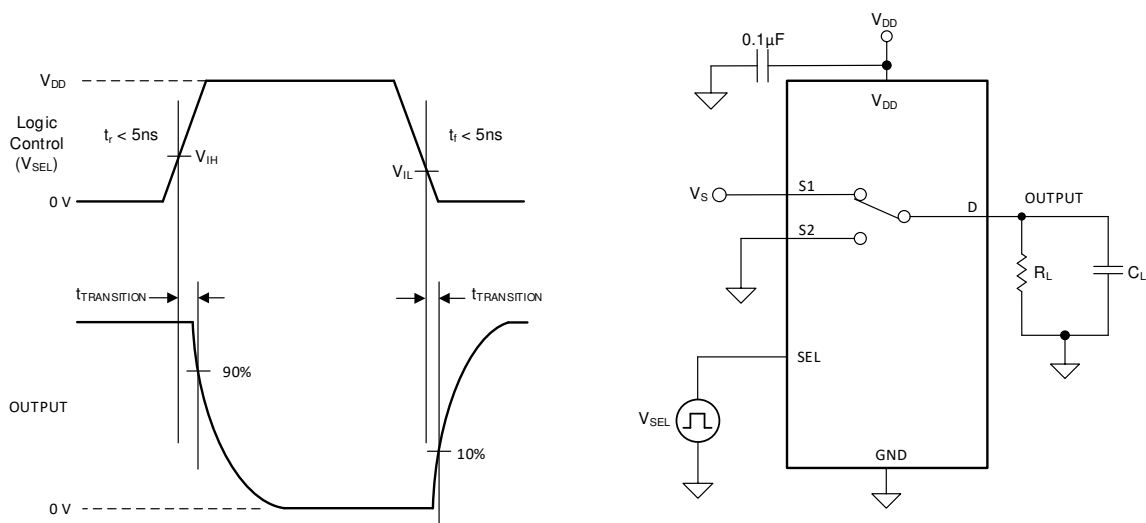 V_DD
Logic
Control
(V_SEL)
t_r < 5ns
t_f < 5ns
V_IH
V_IL
0 V
t_TRANSITION
t_TRANSITION
90%
OUTPUT
10%
0 V
V_DD
0.1µF
V_DD
V_S
S1
D
OUTPUT
S2
R_L
C_L
SEL
V_SEL
GND